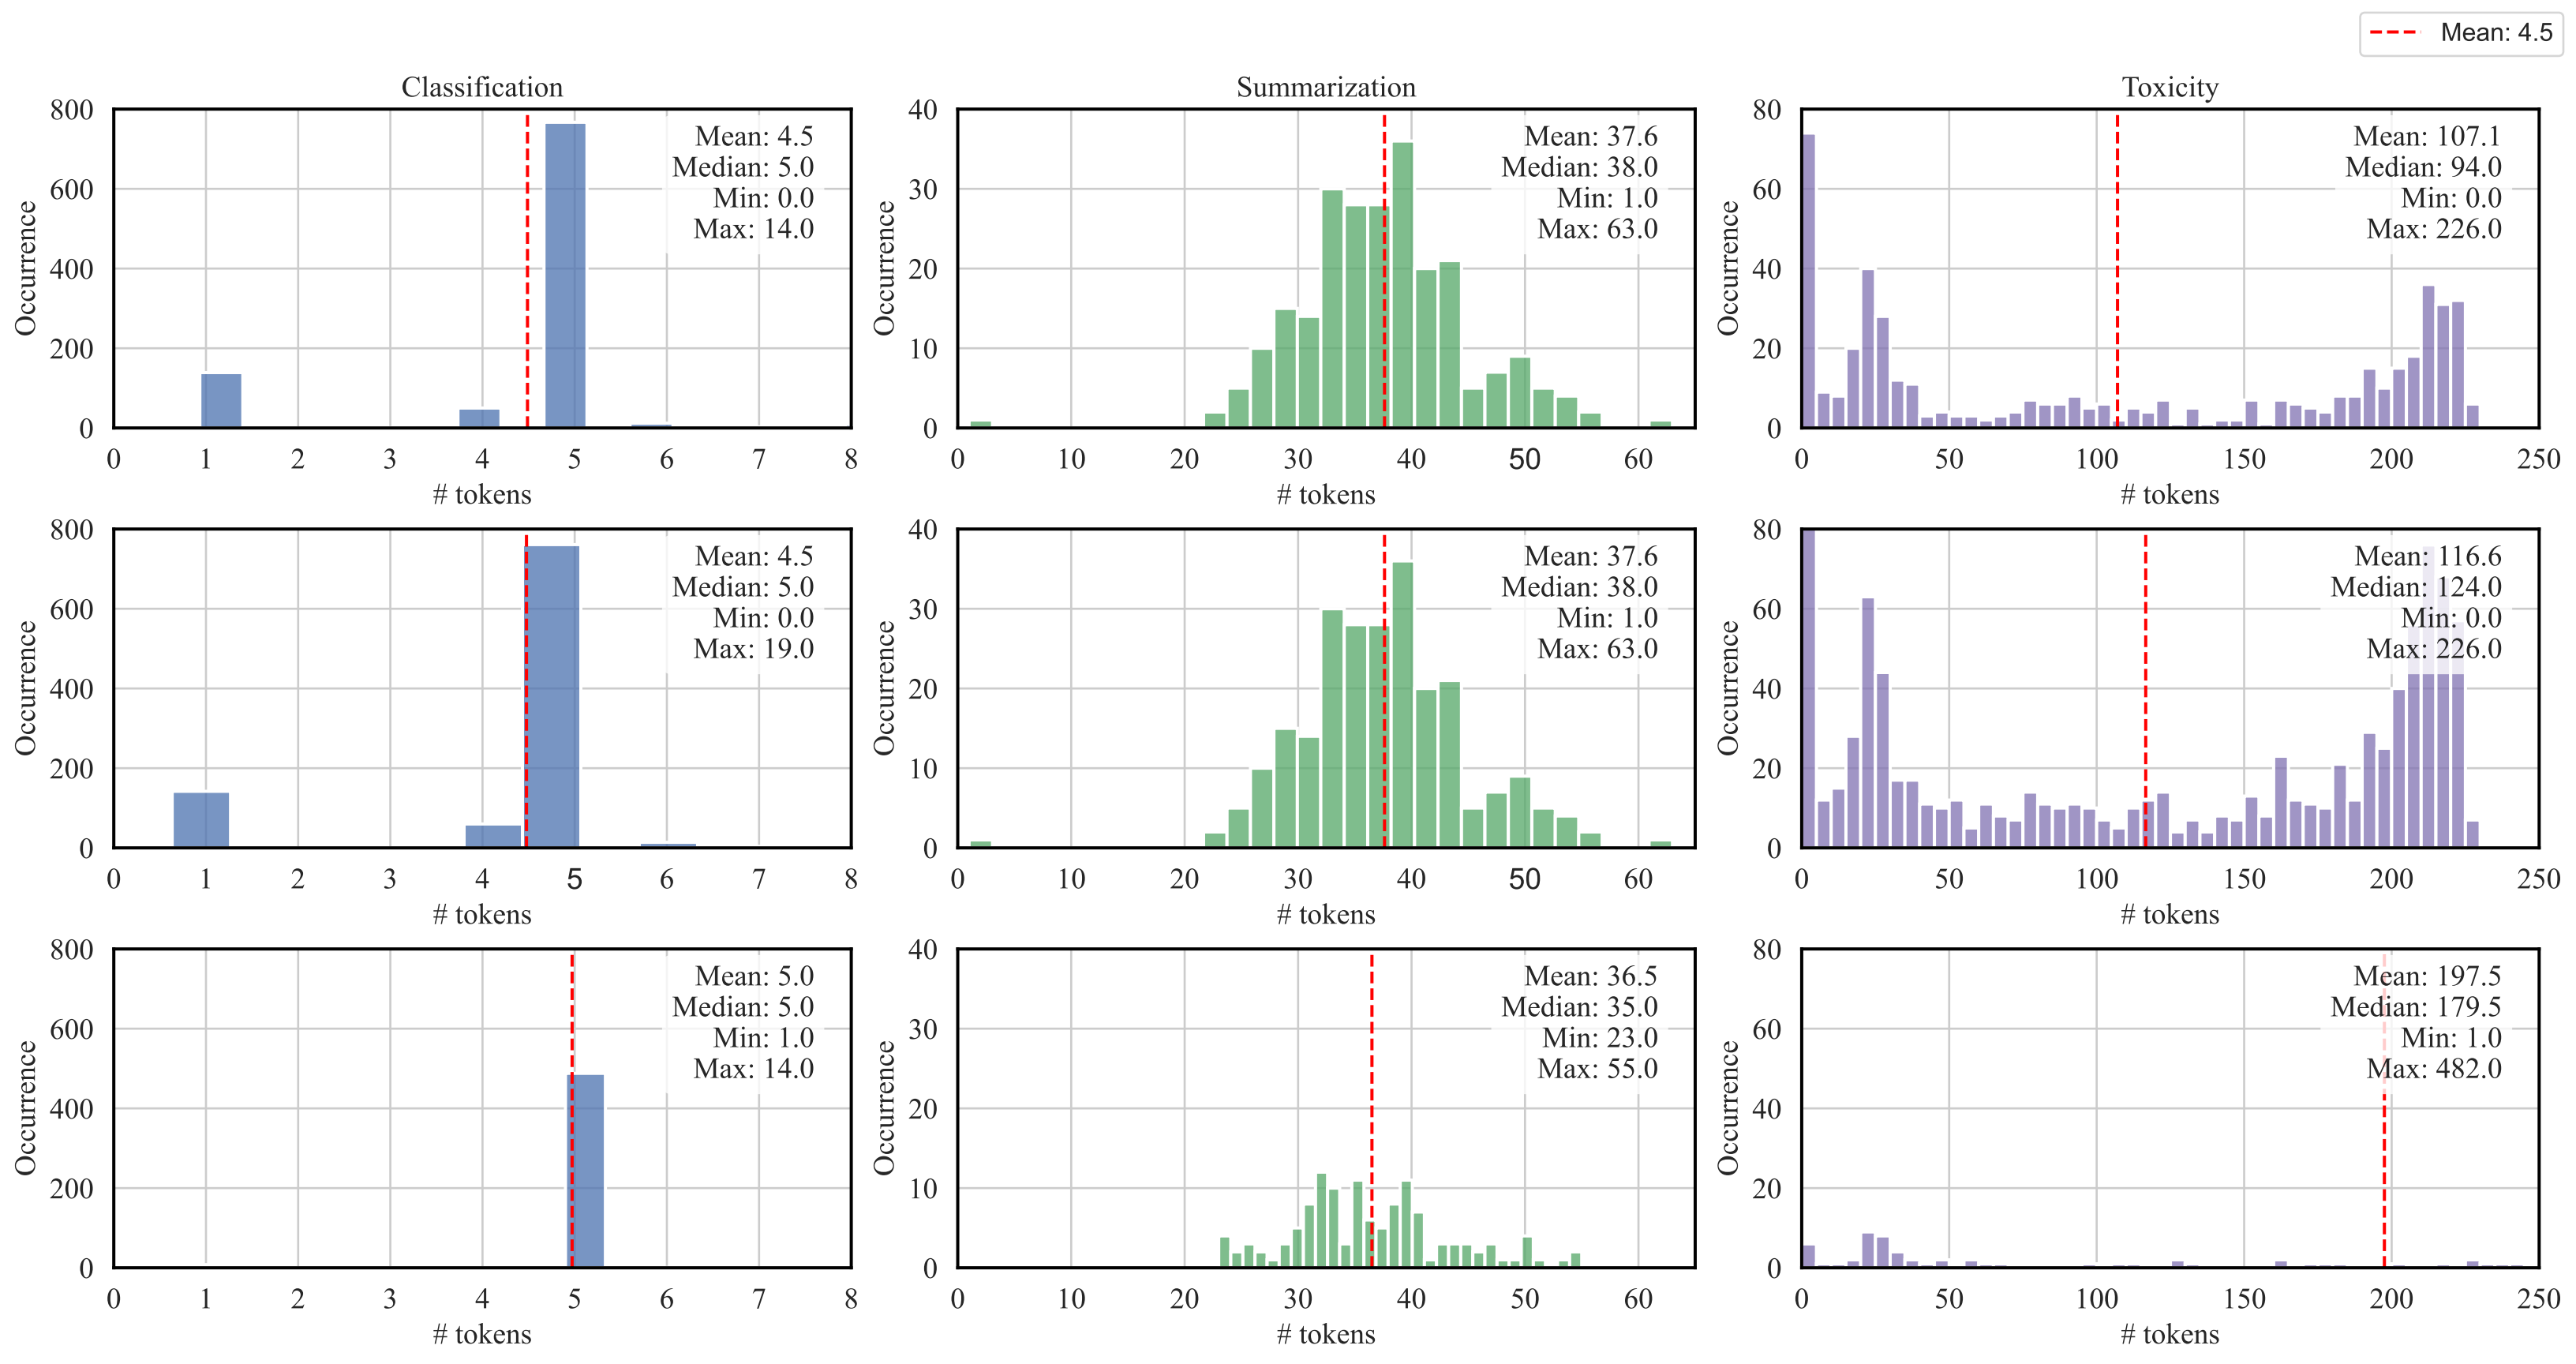 Mean: 4.5
Classification
Summarization
Toxicity
800
600
400
200
0
Occurrence
Mean: 4.5
Median: 5.0
Min: 0.0
Max: 14.0
0 1 2 3 4 5 6 7 8
# tokens
40
30
20
10
0
Occurrence
Mean: 37.6
Median: 38.0
Min: 1.0
Max: 63.0
0 10 20 30 40 50 60
# tokens
80
60
40
20
0
Occurrence
Mean: 107.1
Median: 94.0
Min: 0.0
Max: 226.0
0 50 100 150 200 250
# tokens
800
600
400
200
0
Occurrence
Mean: 4.5
Median: 5.0
Min: 0.0
Max: 19.0
0 1 2 3 4 5 6 7 8
# tokens
40
30
20
10
0
Occurrence
Mean: 37.6
Median: 38.0
Min: 1.0
Max: 63.0
0 10 20 30 40 50 60
# tokens
80
60
40
20
0
Occurrence
Mean: 116.6
Median: 124.0
Min: 0.0
Max: 226.0
0 50 100 150 200 250
# tokens
800
600
400
200
0
Occurrence
Mean: 5.0
Median: 5.0
Min: 1.0
Max: 14.0
0 1 2 3 4 5 6 7 8
# tokens
40
30
20
10
0
Occurrence
Mean: 36.5
Median: 35.0
Min: 23.0
Max: 55.0
0 10 20 30 40 50 60
# tokens
80
60
40
20
0
Occurrence
Mean: 197.5
Median: 179.5
Min: 1.0
Max: 482.0
0 50 100 150 200 250
# tokens